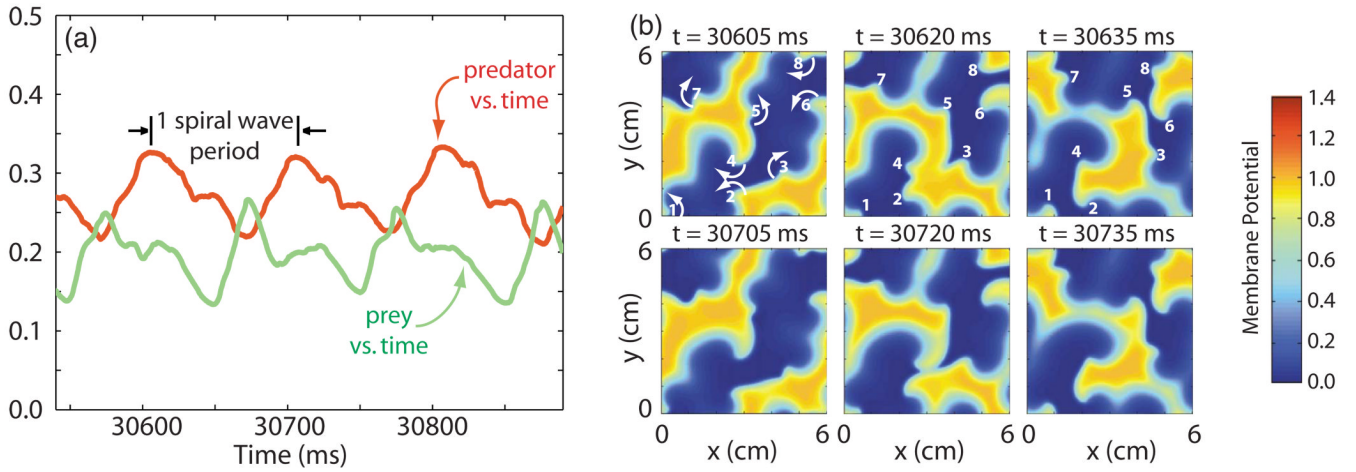 (a)
0.5
0.4
0.3
0.2
0.1
0.0
predator
vs. time
1 spiral wave
period
prey
vs. time
30600
30700
30800
Time (ms)
(b)
t = 30605 ms
t = 30620 ms
t = 30635 ms
6
y (cm)
0
8
7
6
5
4
3
2
1
8
7
5
6
4
3
2
1
8
7
5
6
4
3
1
2
t = 30705 ms
t = 30720 ms
t = 30735 ms
6
y (cm)
0
0
6
0
6
0
6
x (cm)
x (cm)
x (cm)
Membrane Potential
1.4
1.2
1.0
0.8
0.6
0.4
0.2
0.0